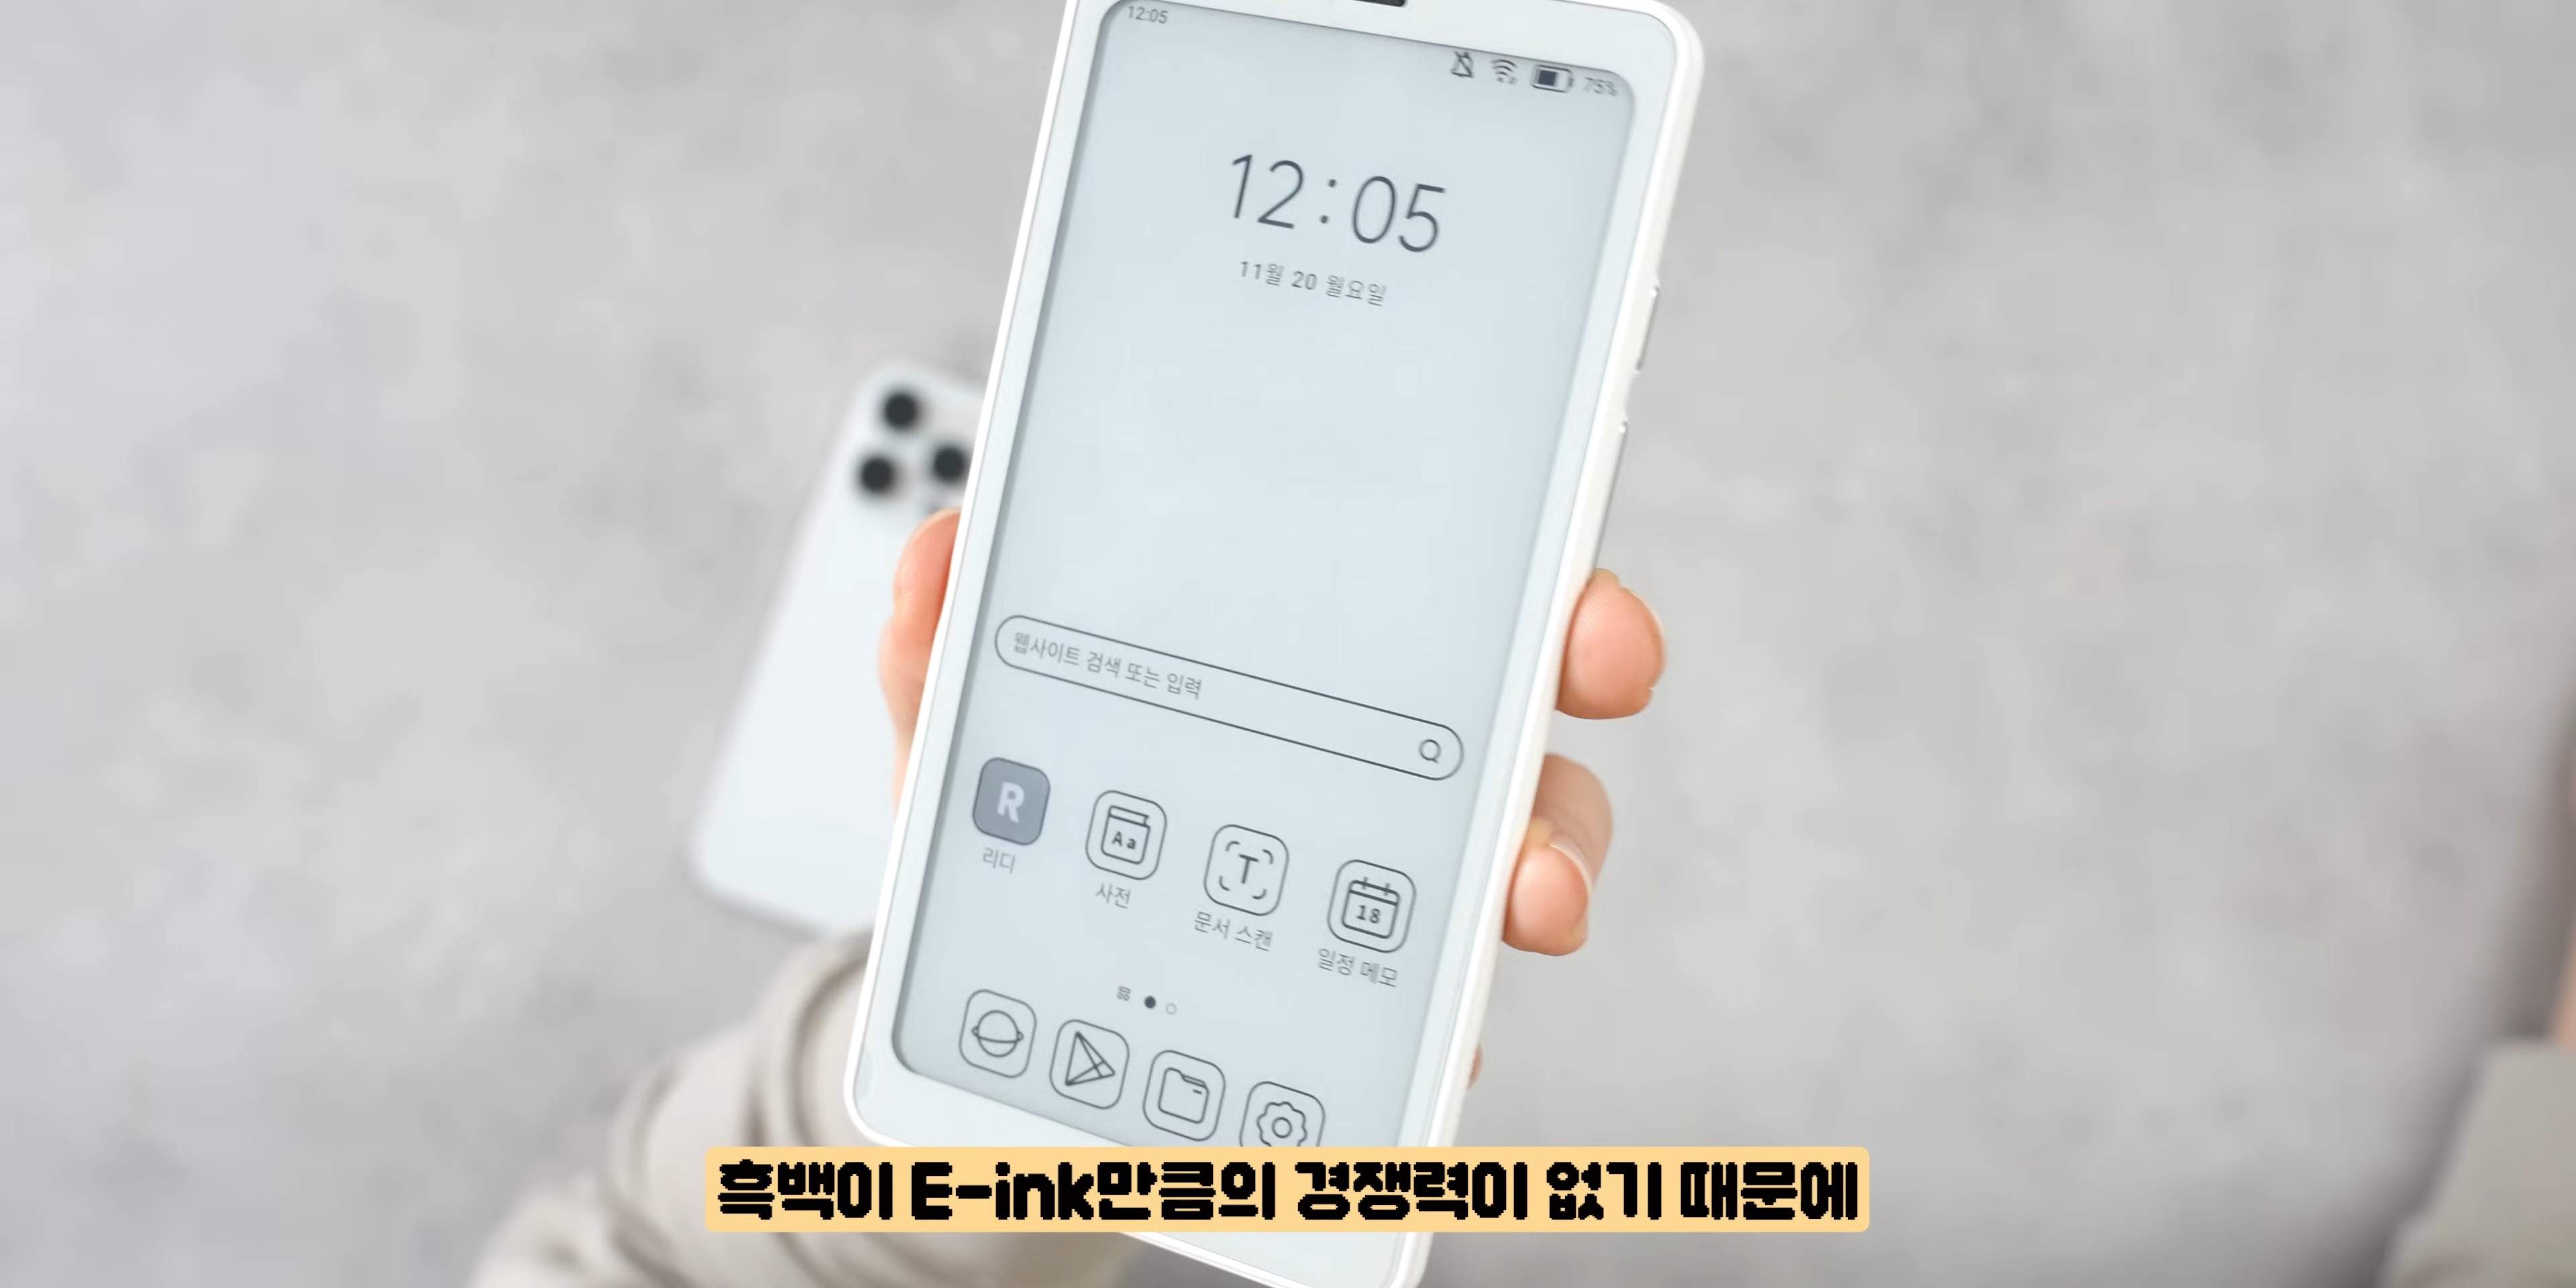 12:05
75%
12:05
11월 20 월요일
웹사이트 검색 또는 입력
R
리디
Aa
사전
T
문서 스캔
18
일정 메모
흑백이 E-ink만큼의 경쟁력이 없기 때문에